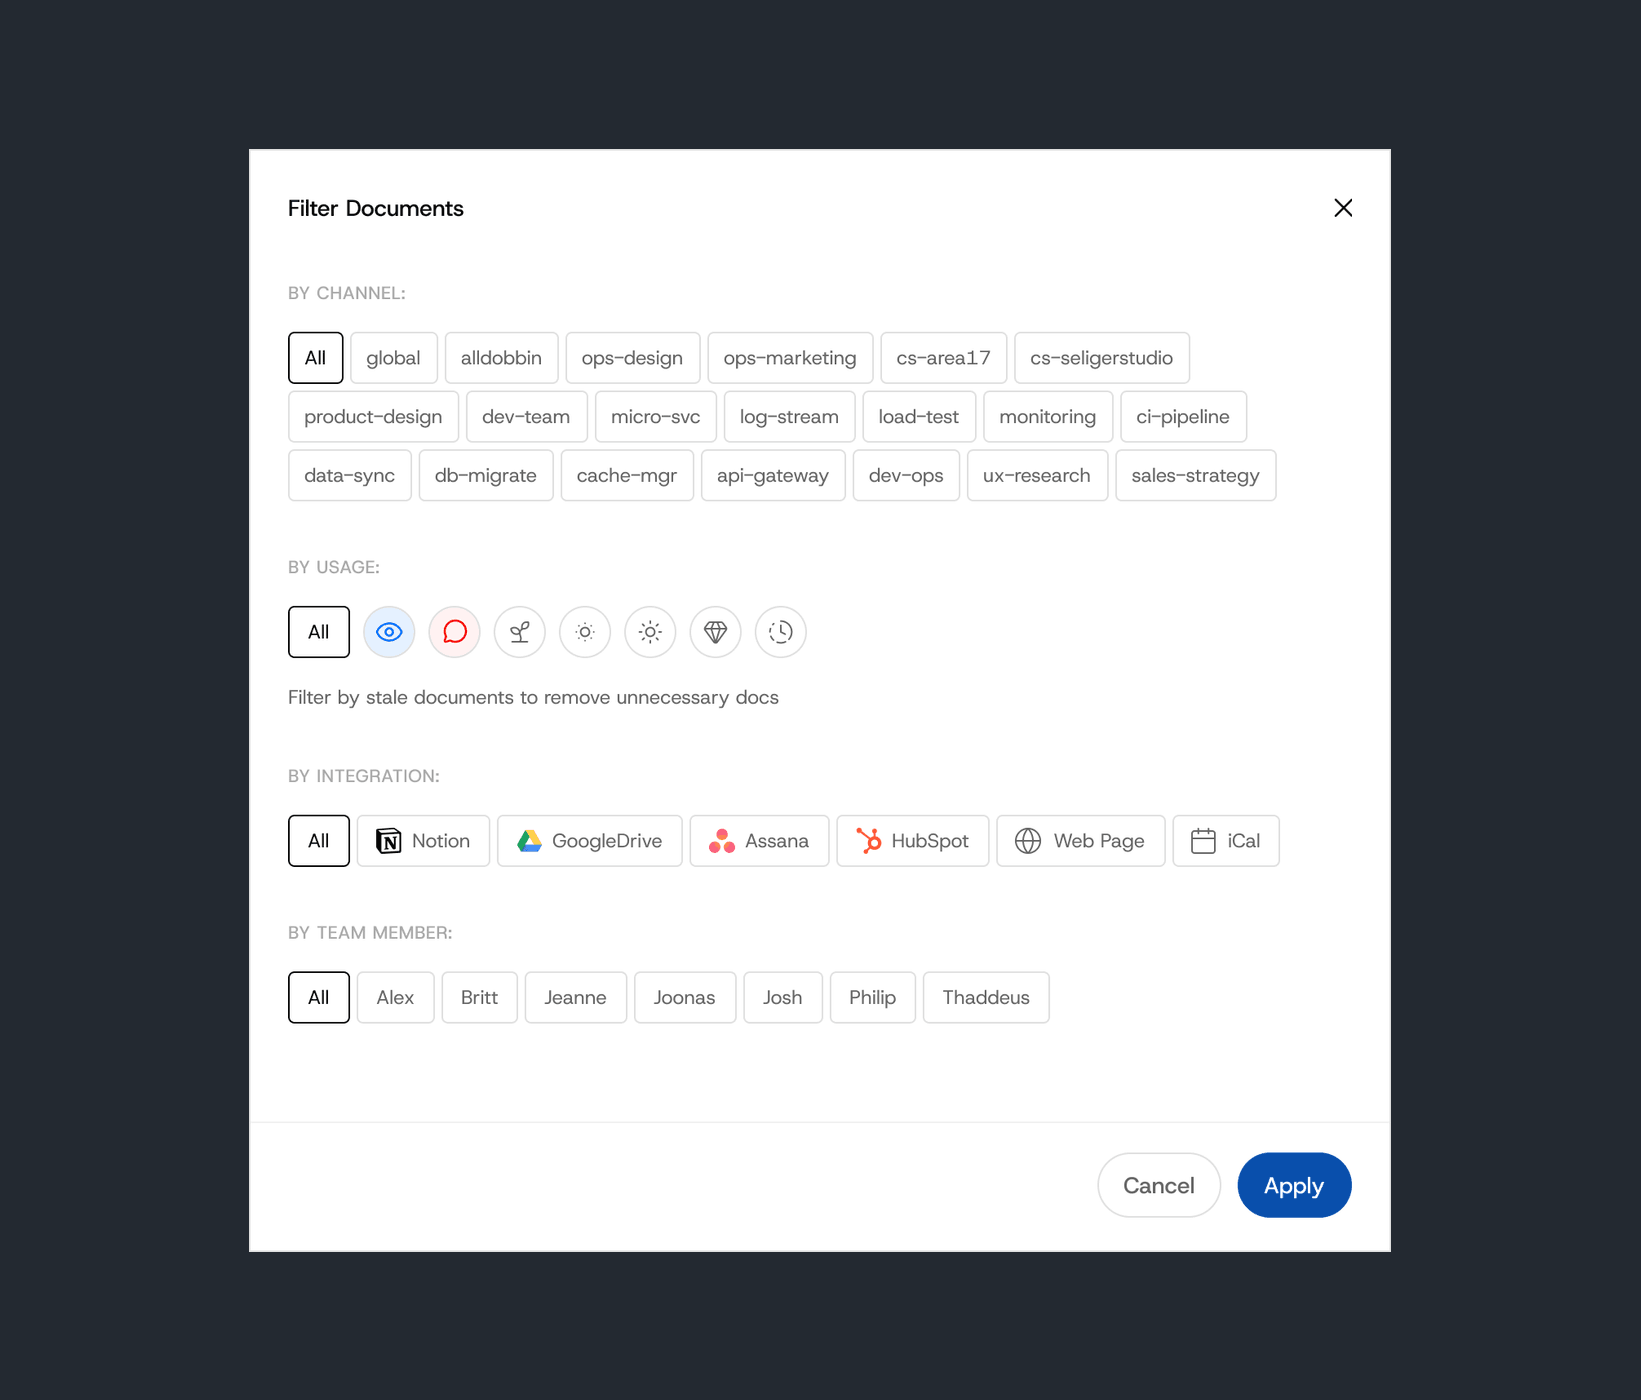 Filter Documents
BY CHANNEL:
All global alldobbin ops-design ops-marketing cs-area17 cs-seligerstudio
product-design dev-team micro-svc log-stream load-test monitoring ci-pipeline
data-sync db-migrate cache-mgr api-gateway dev-ops ux-research sales-strategy
BY USAGE:
All
Filter by stale documents to remove unnecessary docs
BY INTEGRATION:
All Notion GoogleDrive Assana HubSpot Web Page iCal
BY TEAM MEMBER:
All Alex Britt Jeanne Joonas Josh Philip Thaddeus
Cancel Apply